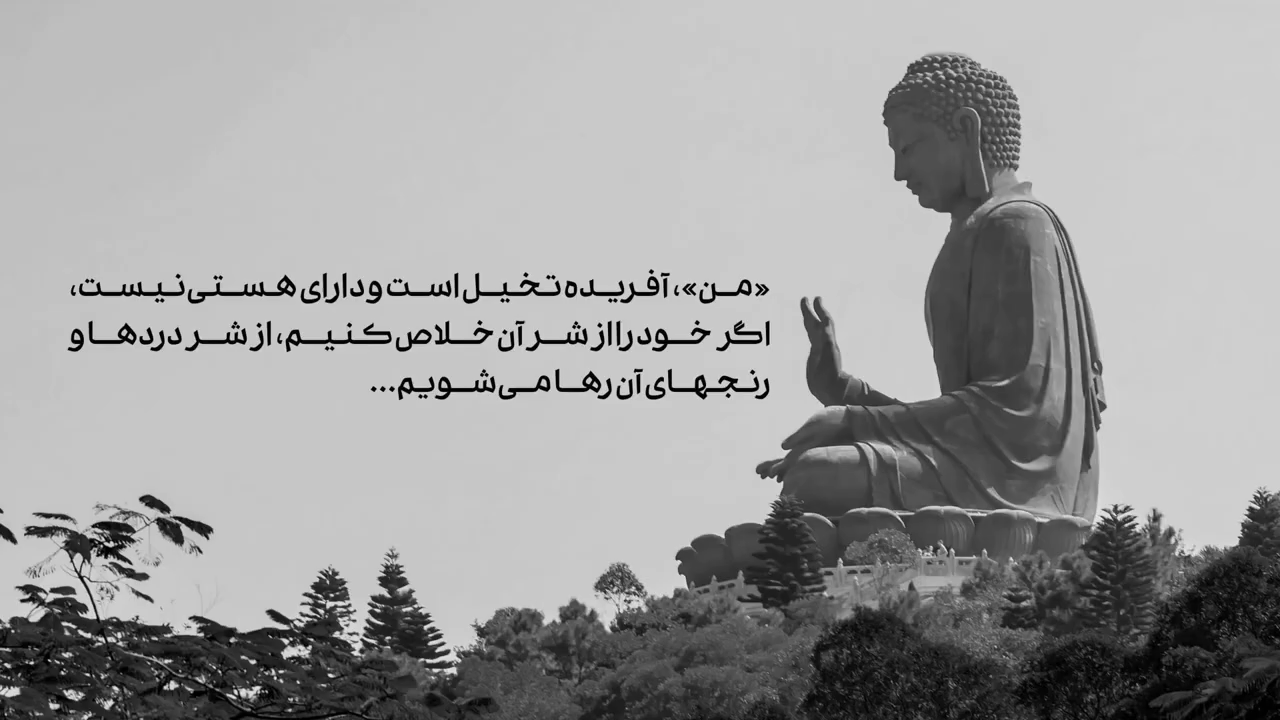 «من»، آفریده تخیل است و دارای هستی نیست،
اگر خود را از شر آن خلاص کنیم، از شر دردها و
رنجهای آن رها می شویم...